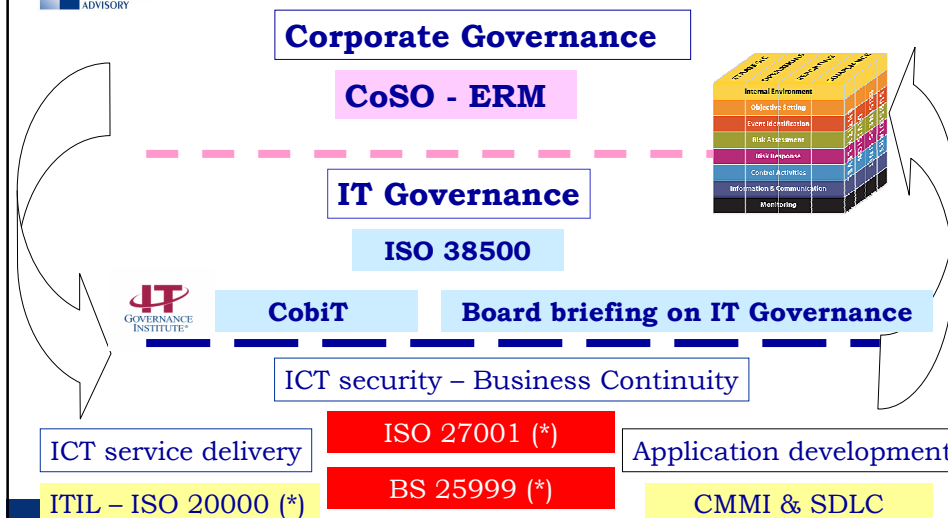 ADVISORY
Corporate Governance
CoSO - ERM
Internal Environment
Objective Setting
Event Identification
Risk Assessment
Risk Response
Control Activities
Information & Communication
Monitoring
IT Governance
ISO 38500
IT
GOVERNANCE
INSTITUTE®
CobiT
Board briefing on IT Governance
ICT security – Business Continuity
ICT service delivery
ISO 27001 (*)
Application development
ITIL – ISO 20000 (*)
BS 25999 (*)
CMMI & SDLC